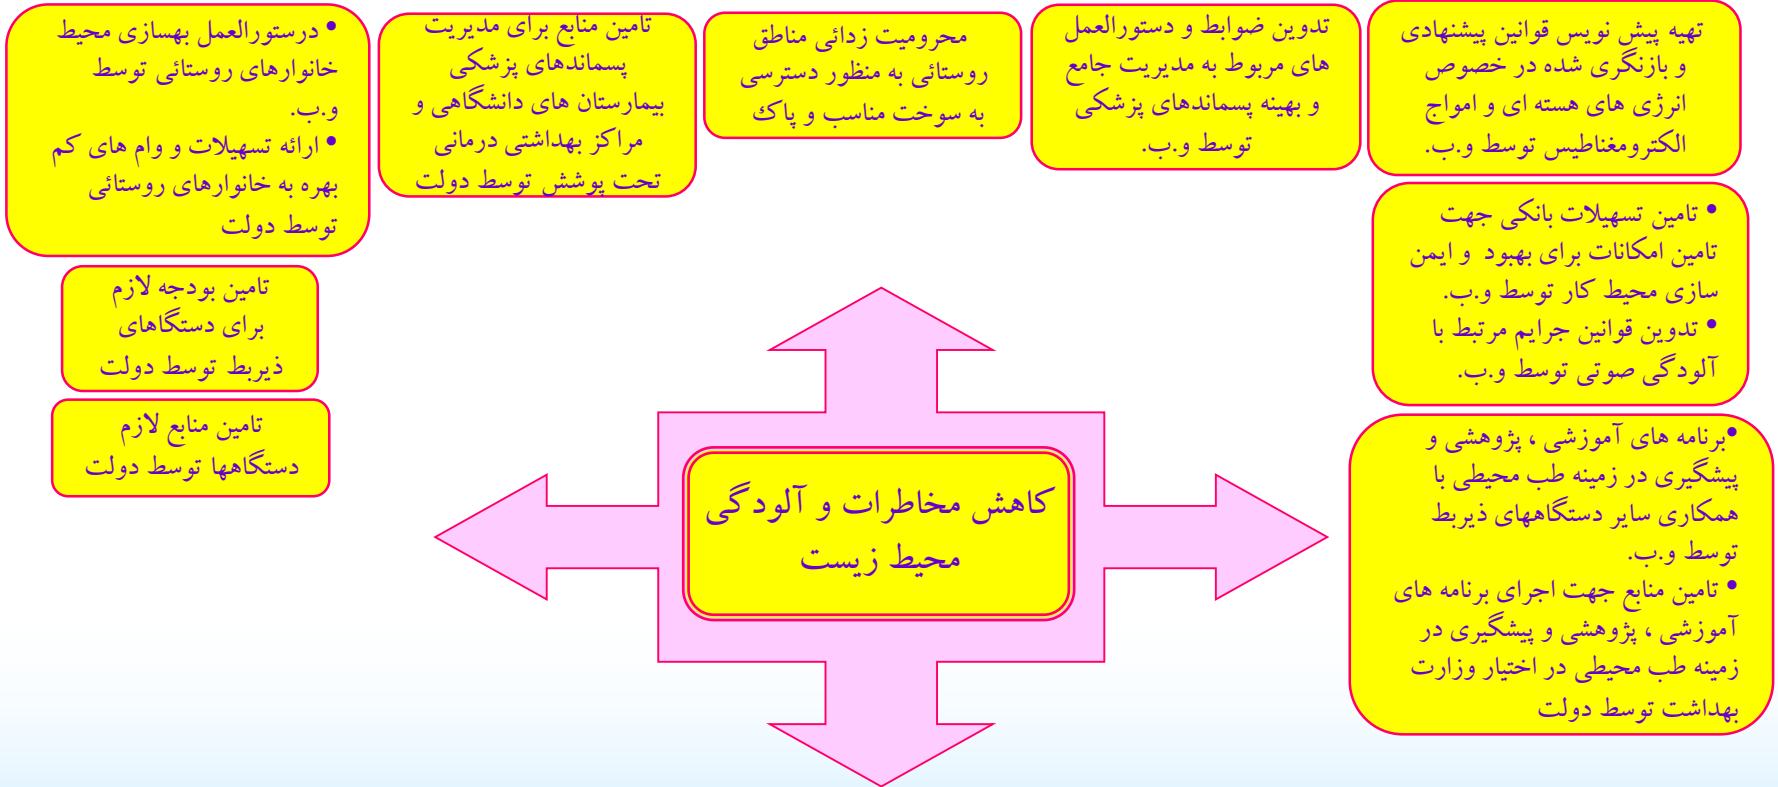 تهیه پیش نویس قوانین پیشنهادی
و بازنگری شده در خصوص
انرژی های هسته ای و امواج
الکترومغناطیس توسط و.ب.
تدوین ضوابط و دستورالعمل
های مربوط به مدیریت جامع
و بهینه پسماندهای پزشکی
توسط و.ب.
محرومیت زدائی مناطق
روستائی به منظور دسترسی
به سوخت مناسب و پاک
تامین منابع برای مدیریت
پسماندهای پزشکی
بیمارستان های دانشگاهی و
مراکز بهداشتی درمانی
تحت پوشش توسط دولت
• درستورالعمل بهسازی محیط
خانوارهای روستائی توسط
و.ب.
• ارائه تسهیلات و وام های کم
بهره به خانوارهای روستائی
توسط دولت
• تامین تسهیلات بانکی جهت
تامین امکانات برای بهبود و ایمن
سازی محیط کار توسط و.ب.
• تدوین قوانین جرایم مرتبط با
آلودگی صوتی توسط و.ب.
تامین بودجه لازم
برای دستگاهای
ذیربط توسط دولت
تامین منابع لازم
دستگاهها توسط دولت
•برنامه های آموزشی ، پژوهشی و
پیشگیری در زمینه طب محیطی با
همکاری سایر دستگاههای ذیربط
توسط و.ب.
• تامین منابع جهت اجرای برنامه های
آموزشی ، پژوهشی و پیشگیری در
زمینه طب محیطی در اختیار وزارت
بهداشت توسط دولت
کاهش مخاطرات و آلودگی
محیط زیست